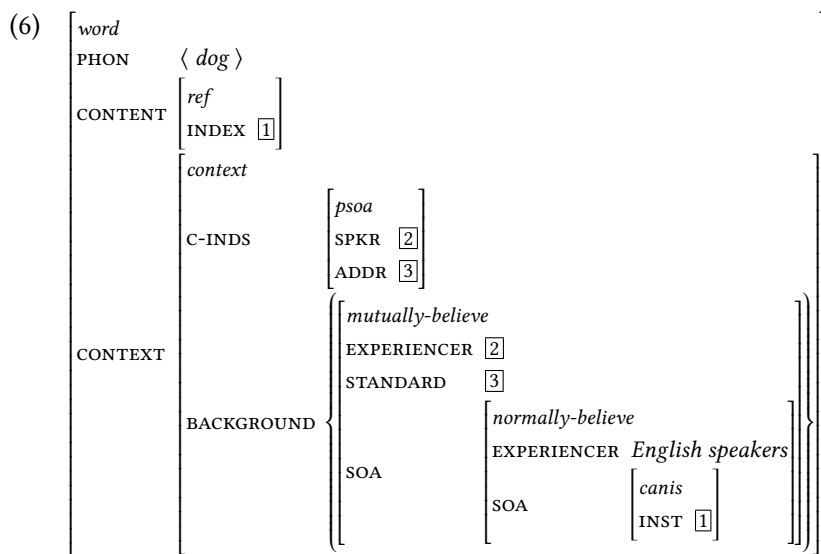 (6)
word
PHON ⟨ dog ⟩
CONTENT
ref
INDEX 1
CONTEXT
context
C-INDS
psoa
SPKR 2
ADDR 3
BACKGROUND
mutually-believe
EXPERIENCER 2
STANDARD 3
SOA
normally-believe
EXPERIENCER English speakers
SOA
canis
INST 1